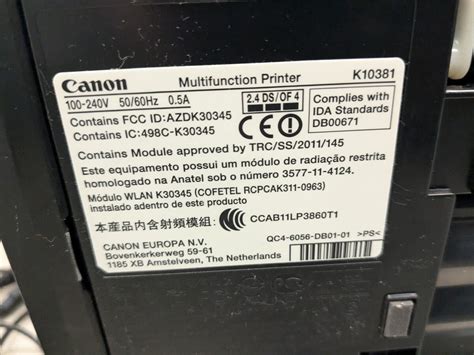 Canon Multifunction Printer K10381
100-240V 50/60Hz 0.5A
Contains FCC ID:AZDK30345
Contains IC:498C-K30345
2.4 DS/OF 4
CE
Complies with
IDA Standards
DB00671
Contains Module approved by TRC/SS/2011/145
Este equipamento possui um módulo de radiação restrita
homologado na Anatel sob o número 3577-11-4124.
Módulo WLAN K30345 (COFETEL RCPCAK311-0963)
instalado adentro de este producto
本產品内含射頻模組: CCAB11LP3860T1
CANON EUROPA N.V.
Bovenkerkerweg 59-61
1185 XB Amstelveen, The Netherlands
QC4-6056-DB01-01 >PS<